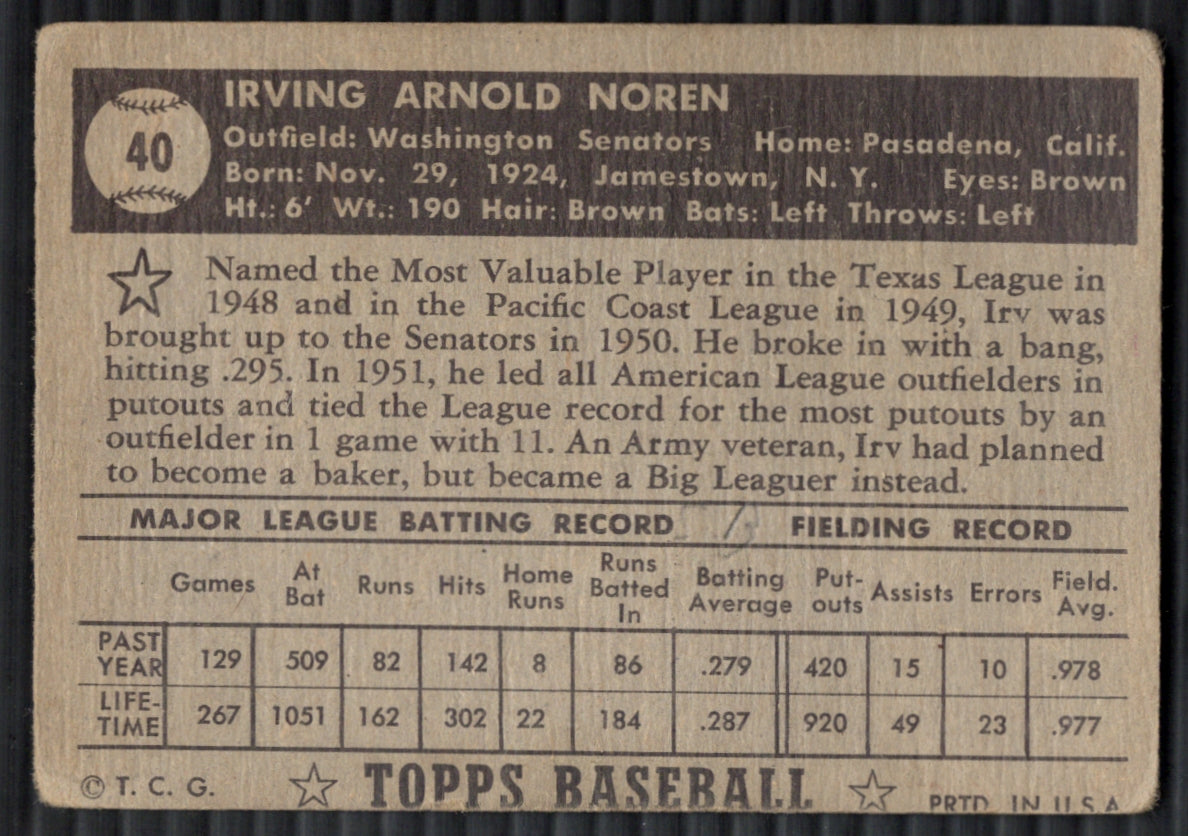 40
IRVING ARNOLD NOREN
Outfield: Washington Senators Home: Pasadena, Calif.
Born: Nov. 29, 1924, Jamestown, N. Y. Eyes: Brown
Ht.: 6' Wt.: 190 Hair: Brown Bats: Left Throws: Left
Named the Most Valuable Player in the Texas League in
1948 and in the Pacific Coast League in 1949, Irv was
brought up to the Senators in 1950. He broke in with a bang,
hitting .295. In 1951, he led all American League outfielders in
putouts and tied the League record for the most putouts by an
outfielder in 1 game with 11. An Army veteran, Irv had planned
to become a baker, but became a Big Leaguer instead.
MAJOR LEAGUE BATTING RECORD FIELDING RECORD
Games At Bat Runs Hits Home Runs Runs Batted In Batting Average Put-outs Assists Errors Field. Avg.
PAST YEAR 129 509 82 142 8 86 .279 420 15 10 .978
LIFE-TIME 267 1051 162 302 22 184 .287 920 49 23 .977
© T. C. G. TOPPS BASEBALL PRTD IN U.S.A